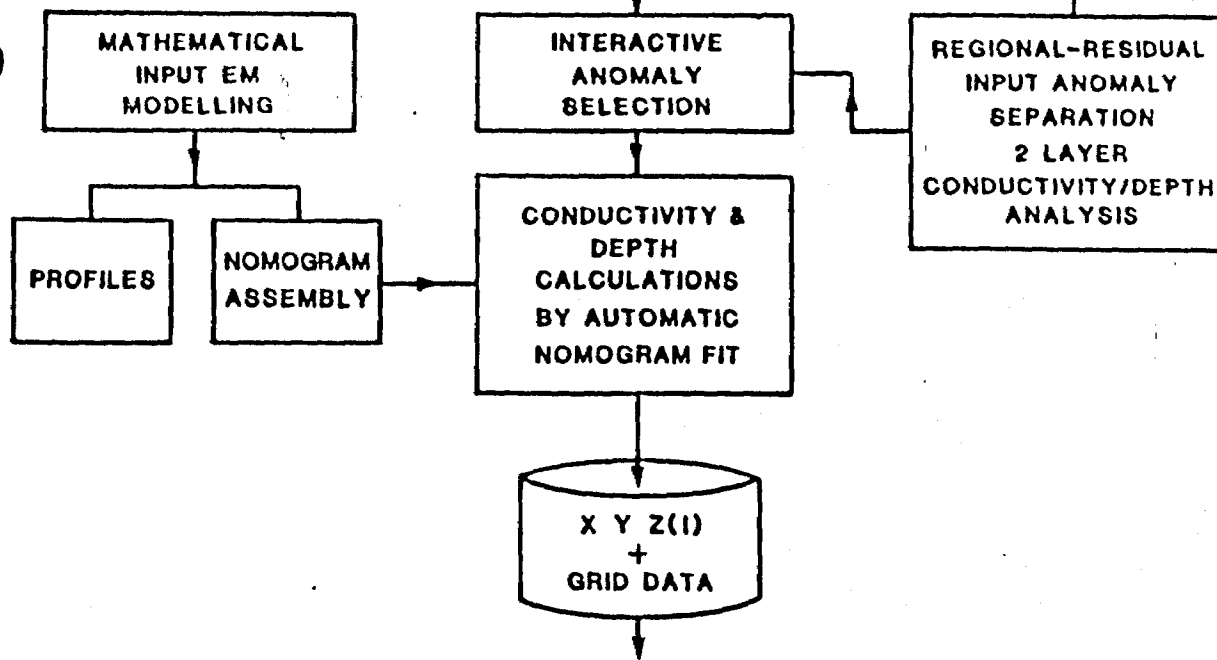 MATHEMATICAL
INPUT EM
MODELLING
INTERACTIVE
ANOMALY
SELECTION
REGIONAL-RESIDUAL
INPUT ANOMALY
SEPARATION
2 LAYER
CONDUCTIVITY/DEPTH
ANALYSIS
PROFILES
NOMOGRAM
ASSEMBLY
CONDUCTIVITY &
DEPTH
CALCULATIONS
BY AUTOMATIC
NOMOGRAM FIT
X Y Z(I)
+
GRID DATA